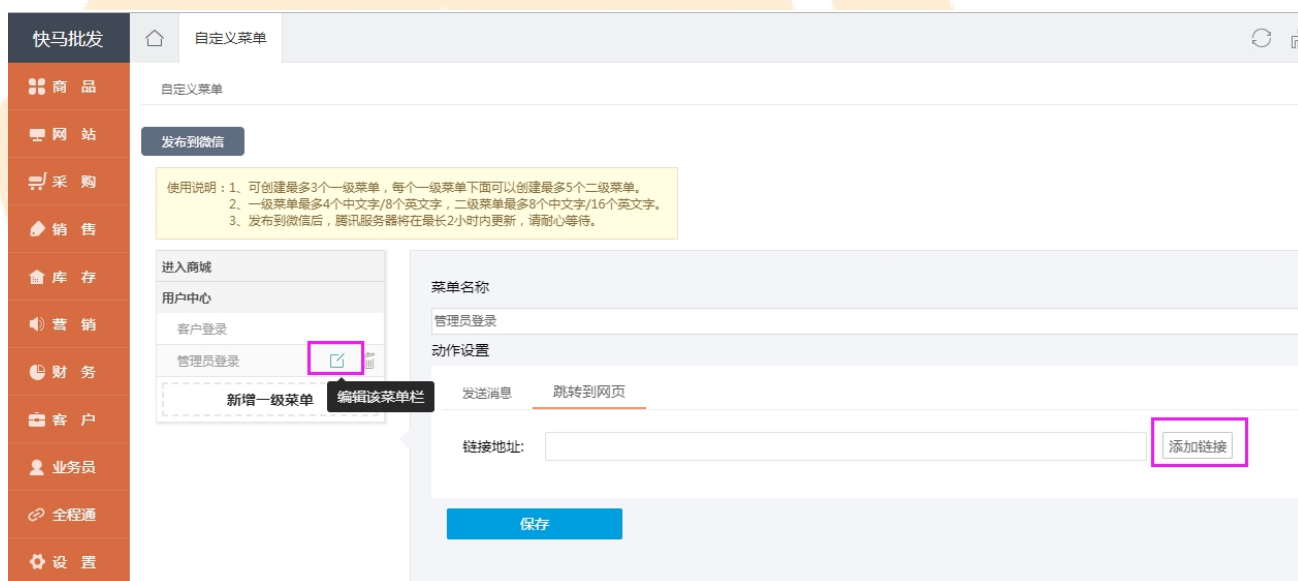 快马批发
自定义菜单
商 品
自定义菜单
网 站
发布到微信
采 购
使用说明：1、可创建最多3个一级菜单，每个一级菜单下面可以创建最多5个二级菜单。
2、一级菜单最多4个中文字/8个英文字，二级菜单最多8个中文字/16个英文字。
3、发布到微信后，腾讯服务器将在最长2小时内更新，请耐心等待。
销 售
库 存
进入商城
菜单名称
用户中心
营 销
客户登录
管理员登录
动作设置
财 务
管理员登录
编辑该菜单栏
新增一级菜单
发送消息
跳转到网页
客 户
链接地址:
添加链接
业务员
全程通
保存
设 置